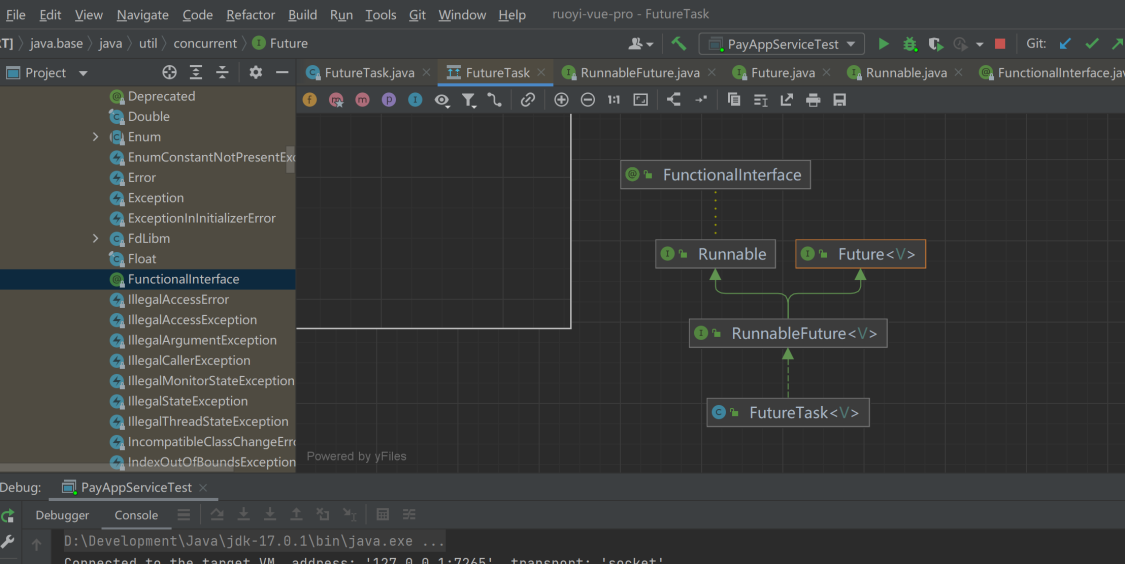 File Edit View Navigate Code Refactor Build Run Tools Git Window Help ruoyi-vue-pro - FutureTask
java.base java util concurrent Future PayAppServiceTest Git:
Project FutureTask.java FutureTask RunnableFuture.java Future.java Runnable.java FunctionalInterface.jav
Deprecated
Double
Enum
EnumConstantNotPresentExc
Error
Exception
ExceptionInInitializerError
FdLibm
Float
FunctionalInterface
IllegalAccessError
IllegalAccessException
IllegalArgumentException
IllegalCallerException
IllegalMonitorStateException
IllegalStateException
IllegalThreadStateException
IncompatibleClassChangeErro
IndexOutOfBoundsException
1:1
FunctionalInterface
Runnable Future<V>
RunnableFuture<V>
FutureTask<V>
Powered by yFiles
Debug: PayAppServiceTest
Debugger Console
D:\Development\Java\jdk-17.0.1\bin\java.exe ...
Connected to the target VM, address: '127.0.0.1:7265', transport: 'socket'